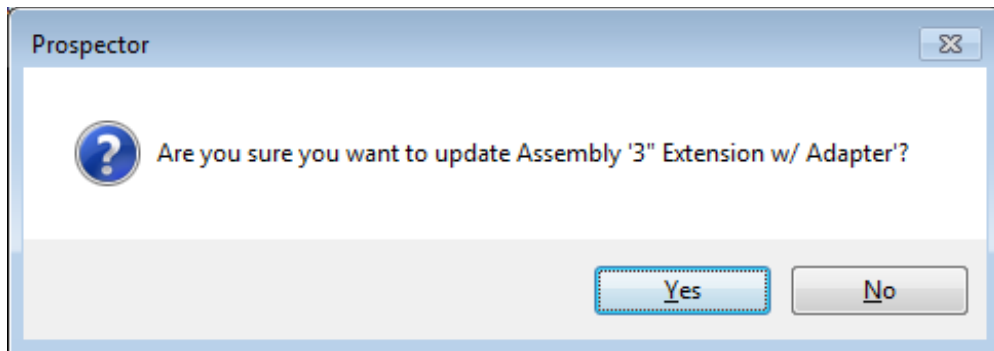 Prospector
Are you sure you want to update Assembly '3" Extension w/ Adapter'?
Yes
No